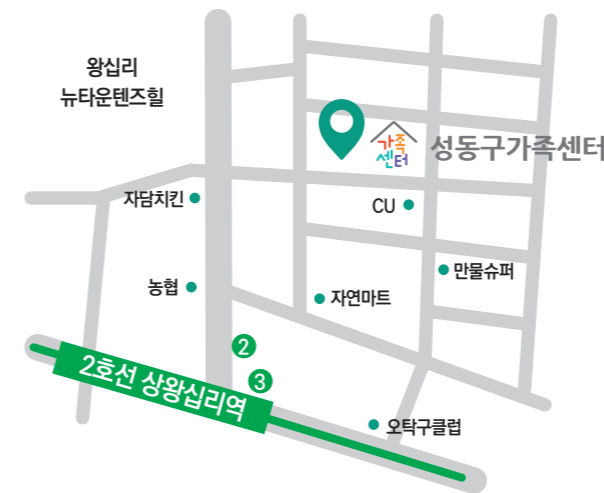 왕십리
뉴타운텐즈힐
가족
센터
성동구가족센터
자담치킨
CU
만물슈퍼
농협
자연마트
2
3
2호선 상왕십리역
오탁구클럽